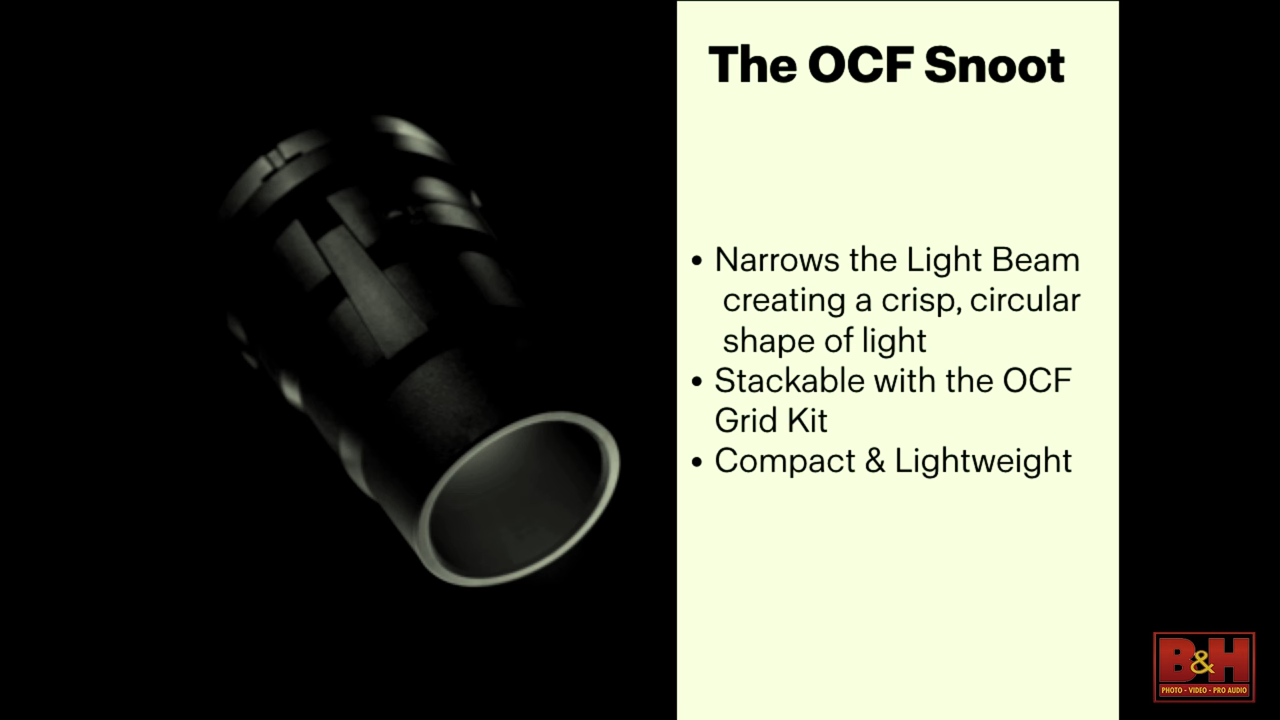 The OCF Snoot
• Narrows the Light Beam
creating a crisp, circular
shape of light
• Stackable with the OCF
Grid Kit
• Compact & Lightweight
B&H
PHOTO - VIDEO - PRO AUDIO